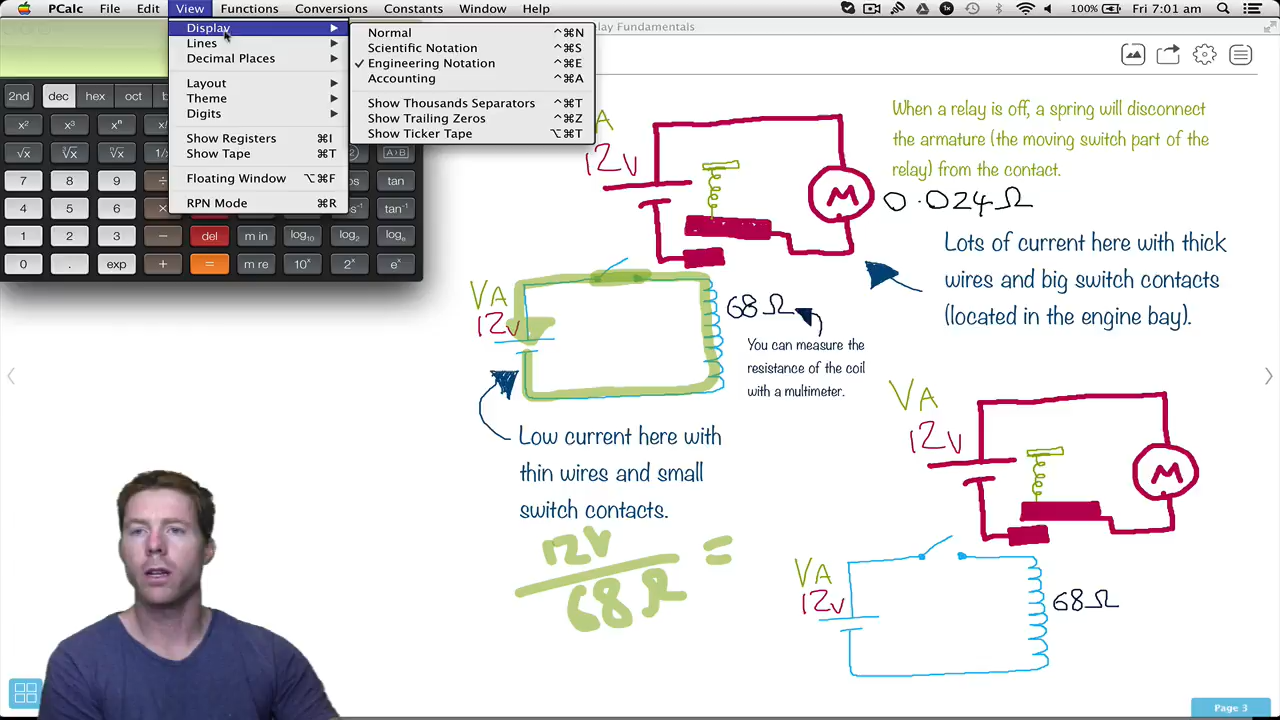 PCalc File Edit View Functions Conversions Constants Window Help 1x 100% Fri 7:01 am
Display
Lines
Decimal Places
Layout
Theme
Digits
Show Registers ⌘I
Show Tape ⌘T
Floating Window ⌥⌘F
RPN Mode ⌘R
Normal ^⌘N
Scientific Notation ^⌘S
✓ Engineering Notation ^⌘E
Accounting ^⌘A
Show Thousands Separators ^⌘T
Show Trailing Zeros ^⌘Z
Show Ticker Tape ⌥⌘T
lay Fundamentals
2nd dec hex oct
x² x³ xⁿ
√x ∛x ⁿ√x 1/ A▷B
7 8 9 ÷ tan
4 5 6 tan⁻¹
1 2 3 − del m in log₁₀ log₂ logₑ
0 . exp + = m re 10ˣ 2ˣ eˣ
When a relay is off, a spring will disconnect
the armature (the moving switch part of the
relay) from the contact.
A
12v
M
0.024Ω
Lots of current here with thick
wires and big switch contacts
(located in the engine bay).
VA
12v
68Ω
You can measure the
resistance of the coil
with a multimeter.
Low current here with
thin wires and small
switch contacts.
12v
68Ω
=
VA
12v
M
VA
12v
68Ω
Page 3